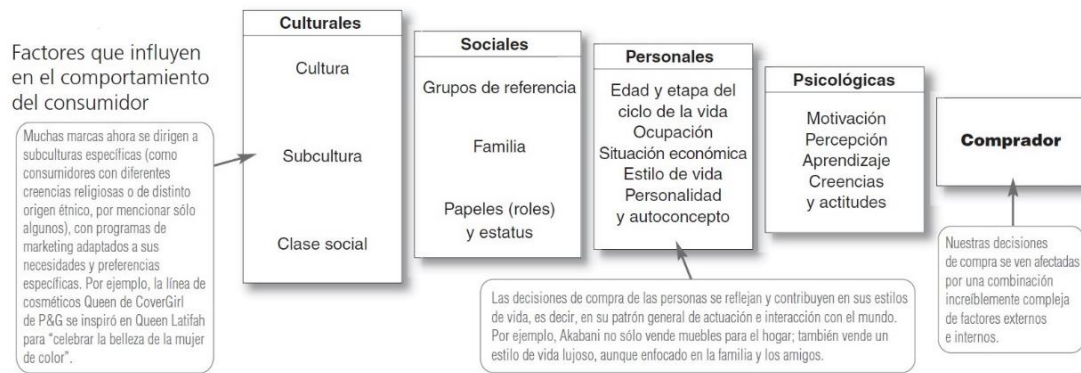 Factores que influyen
en el comportamiento
del consumidor
Muchas marcas ahora se dirigen a
subculturas específicas (como
consumidores con diferentes
creencias religiosas o de distinto
origen étnico, por mencionar sólo
algunos), con programas de
marketing adaptados a sus
necesidades y preferencias
específicas. Por ejemplo, la línea de
cosméticos Queen de CoverGirl
de P&G se inspiró en Queen Latifah
para “celebrar la belleza de la mujer
de color”.
Culturales
Cultura
Subcultura
Clase social
Sociales
Grupos de referencia
Familia
Papeles (roles)
y estatus
Personales
Edad y etapa del
ciclo de la vida
Ocupación
Situación económica
Estilo de vida
Personalidad
y autoconcepto
Psicológicas
Motivación
Percepción
Aprendizaje
Creencias
y actitudes
Comprador
Las decisiones de compra de las personas se reflejan y contribuyen en sus estilos
de vida, es decir, en su patrón general de actuación e interacción con el mundo.
Por ejemplo, Akabani no sólo vende muebles para el hogar; también vende un
estilo de vida lujoso, aunque enfocado en la familia y los amigos.
Nuestras decisiones
de compra se ven afectadas
por una combinación
increíblemente compleja
de factores externos
e internos.